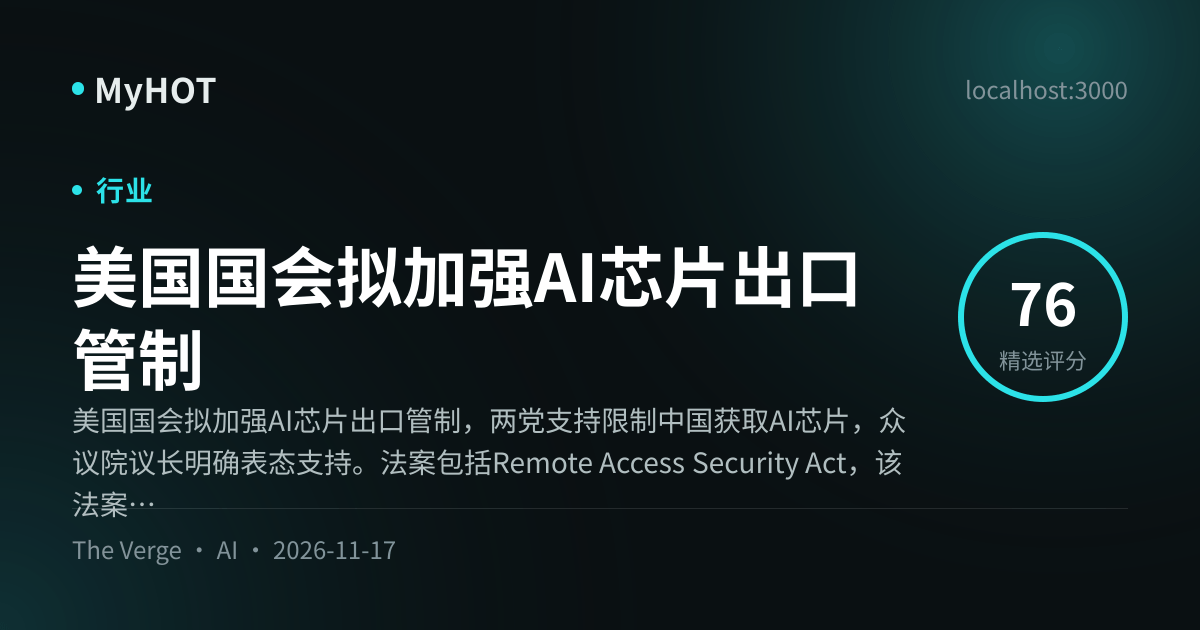 MyHOT
localhost:3000
行业
美国国会拟加强AI芯片出口
管制
76
精选评分
美国国会拟加强AI芯片出口管制，两党支持限制中国获取AI芯片，众
议院议长明确表态支持。法案包括Remote Access Security Act，该
法案…
The Verge • AI • 2026-11-17